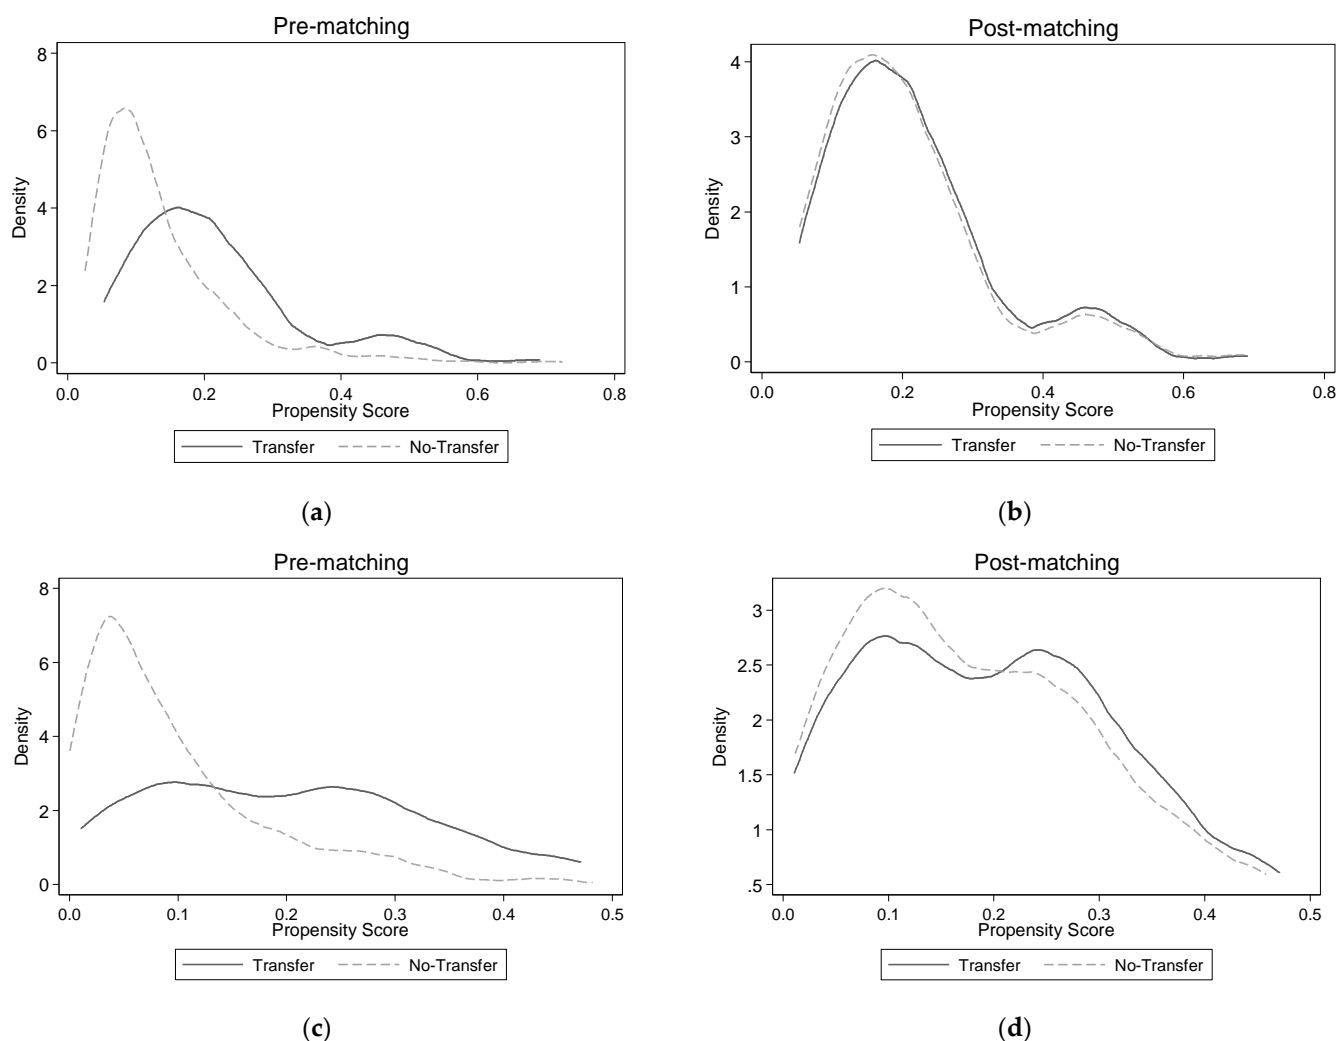 Pre-matching
8
6
4
2
0
Density
0.0 0.2 0.4 0.6 0.8
Propensity Score
Transfer No-Transfer
(a)
Post-matching
4
3
2
1
0
Density
0.0 0.2 0.4 0.6 0.8
Propensity Score
Transfer No-Transfer
(b)
Pre-matching
8
6
4
2
0
Density
0.0 0.1 0.2 0.3 0.4 0.5
Propensity Score
Transfer No-Transfer
(c)
Post-matching
3
2.5
2
1.5
1
.5
Density
0.0 0.1 0.2 0.3 0.4 0.5
Propensity Score
Transfer No-Transfer
(d)